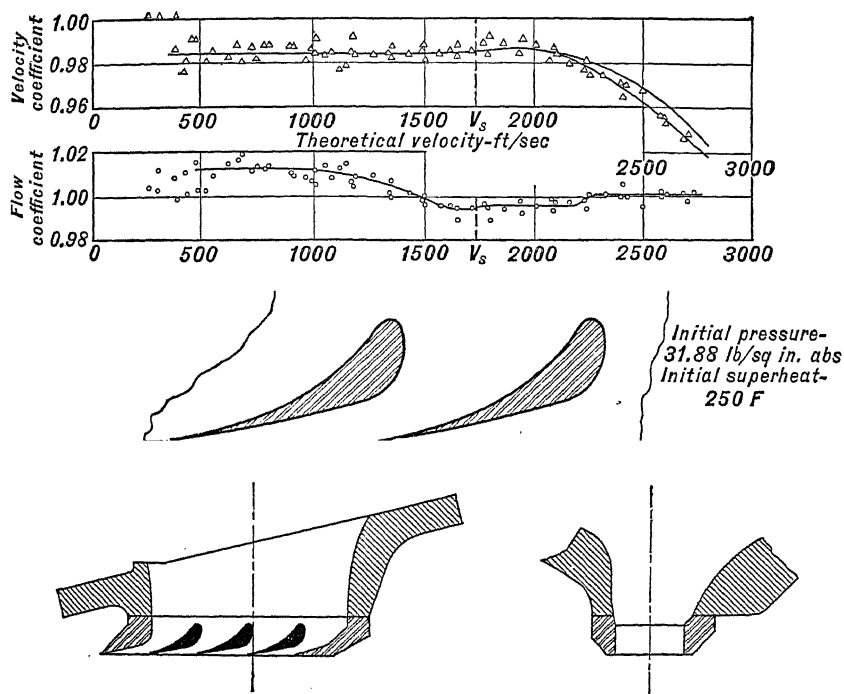 Velocity
coefficient
1.00
0.98
0.96
0 500 1000 1500 Vs 2000
2500 3000
Theoretical velocity-ft/sec
Flow
coefficient
1.02
1.00
0.98
0 500 1000 1500 Vs 2000 2500 3000
Initial pressure-
31.88 lb/sq in. abs
Initial superheat-
250 F